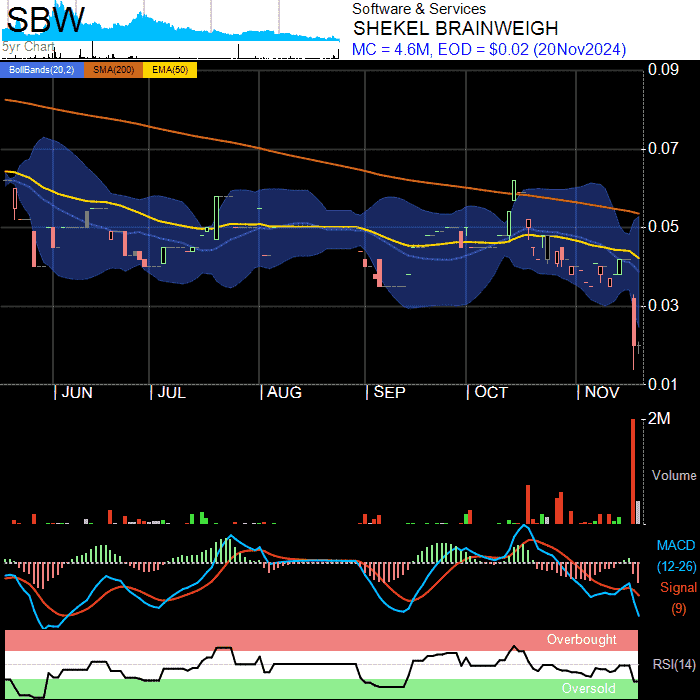 SBW
5yr Chart
Software & Services
SHEKEL BRAINWEIGH
MC = 4.6M, EOD = $0.02 (20Nov2024)
BollBands(20,2) SMA(200) EMA(50)
0.09
0.07
0.05
0.03
0.01
JUN JUL AUG SEP OCT NOV
2M
Volume
MACD
(12-26)
Signal
(9)
Overbought
RSI(14)
Oversold